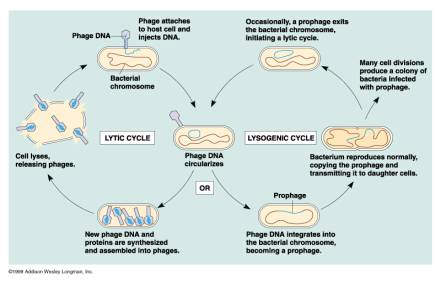 Phage attaches
to host cell and
injects DNA.
Phage DNA
Bacterial
chromosome
Occasionally, a prophage exits
the bacterial chromosome,
initiating a lytic cycle.
Many cell divisions
produce a colony of
bacteria infected
with prophage.
LYTIC CYCLE
LYSOGENIC CYCLE
Cell lyses,
releasing phages.
Phage DNA
circularizes
Bacterium reproduces normally,
copying the prophage and
transmitting it to daughter cells.
OR
Prophage
New phage DNA and
proteins are synthesized
and assembled into phages.
Phage DNA integrates into
the bacterial chromosome,
becoming a prophage.
©1999 Addison Wesley Longman, Inc.